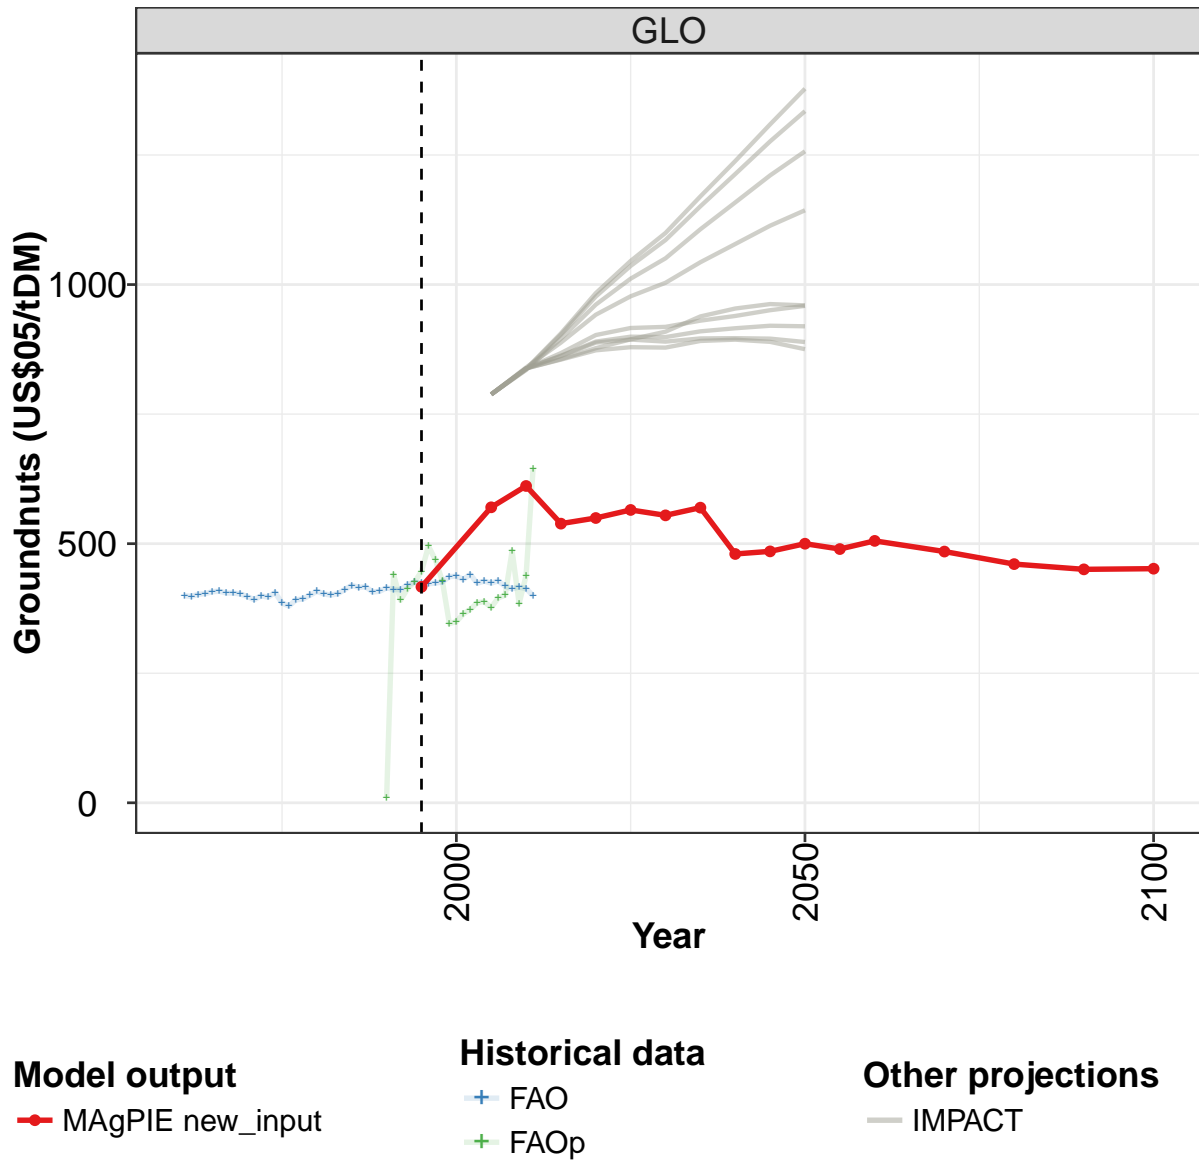 GLO
Groundnuts (US$05/tDM)
1000
500
0
2000
2050
2100
Year
Model output
MAgPIE new_input
Historical data
FAO
FAOp
Other projections
IMPACT